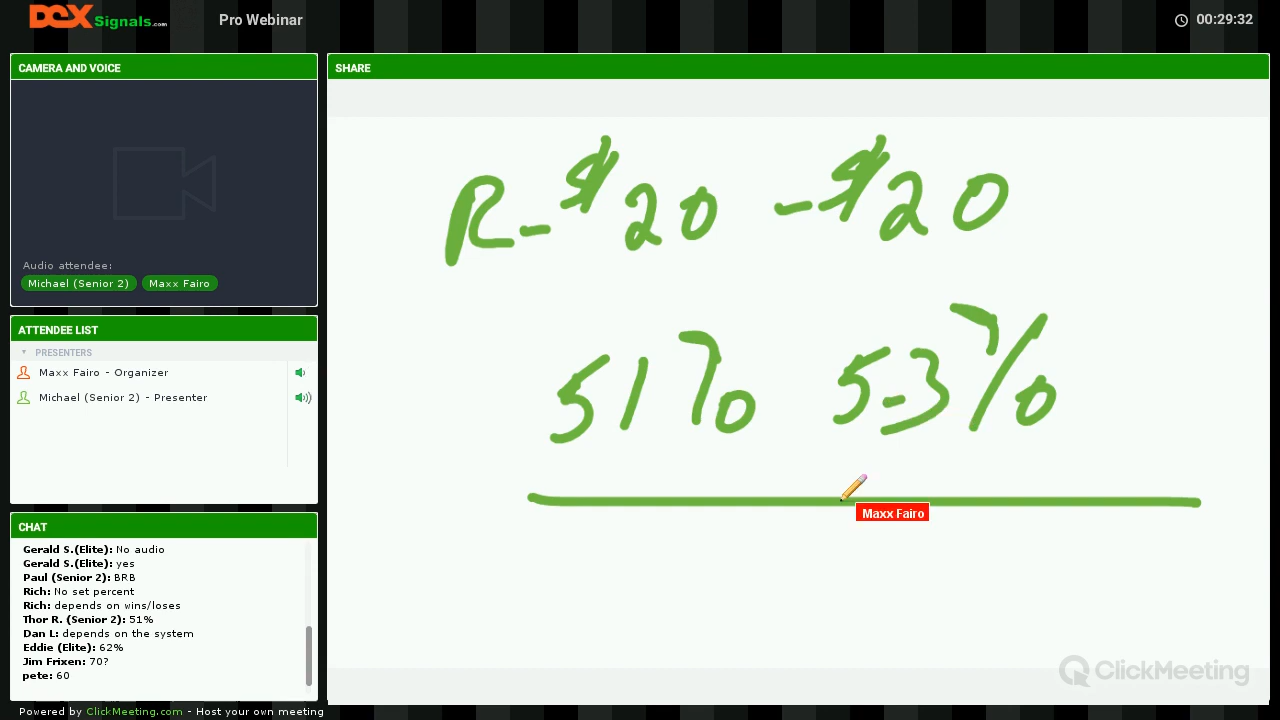 DCX Signals.com
Pro Webinar
00:29:32
CAMERA AND VOICE
Audio attendee:
Michael (Senior 2) Maxx Fairo
ATTENDEE LIST
PRESENTERS
Maxx Fairo - Organizer
Michael (Senior 2) - Presenter
CHAT
Gerald S.(Elite): No audio
Gerald S.(Elite): yes
Paul (Senior 2): BRB
Rich: No set percent
Rich: depends on wins/loses
Thor R. (Senior 2): 51%
Dan L: depends on the system
Eddie (Elite): 62%
Jim Frixen: 70?
pete: 60
Powered by ClickMeeting.com - Host your own meeting
SHARE
R-$20 -$20
51% 53%
Maxx Fairo
ClickMeeting